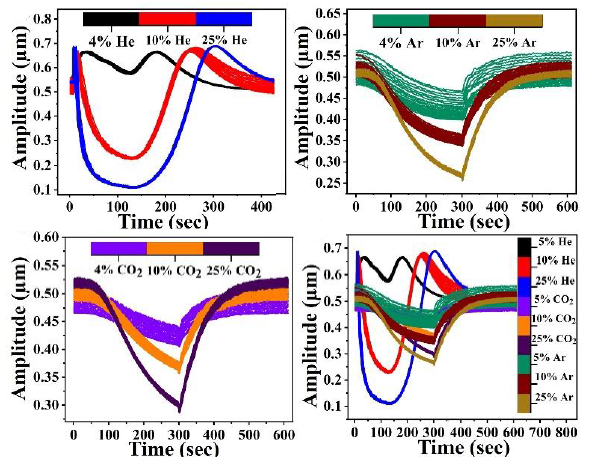 4% He 10% He 25% He
Amplitude (μm)
0.8
0.7
0.6
0.5
0.4
0.3
0.2
0.1
0 100 200 300 400
Time (sec)
4% Ar 10% Ar 25% Ar
Amplitude (μm)
0.65
0.60
0.55
0.50
0.45
0.40
0.35
0.30
0.25
0 100 200 300 400 500 600
Time (sec)
4% CO₂ 10% CO₂ 25% CO₂
Amplitude (μm)
0.60
0.55
0.50
0.45
0.40
0.35
0.30
0 100 200 300 400 500 600
Time (sec)
5% He
10% He
25% He
5% CO₂
10% CO₂
25% CO₂
5% Ar
10% Ar
25% Ar
Amplitude (μm)
0.7
0.6
0.5
0.4
0.3
0.2
0.1
0 100 200 300 400 500 600 700 800
Time (sec)